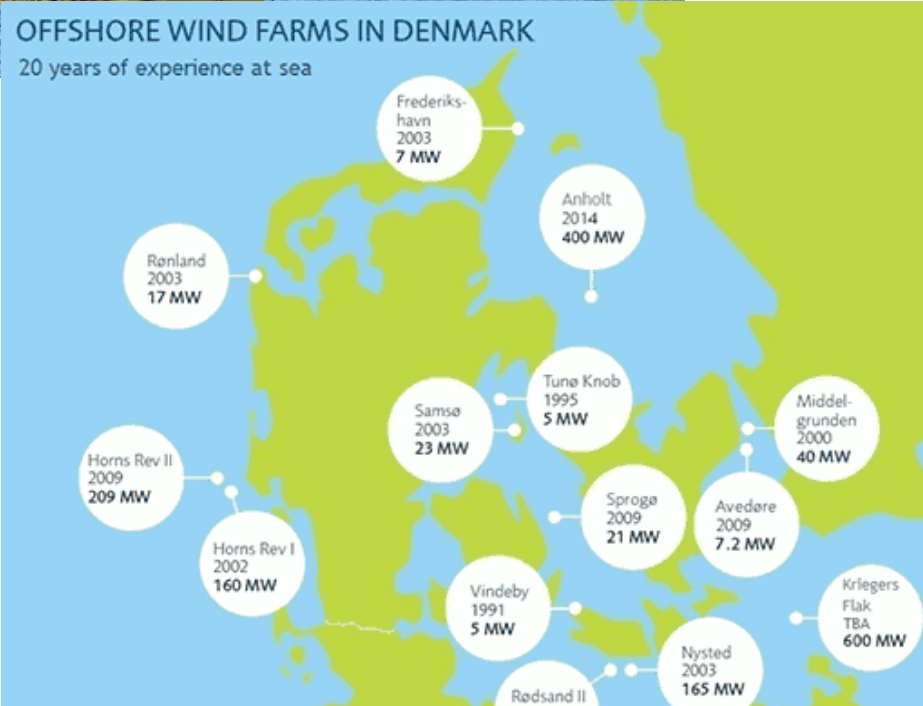 OFFSHORE WIND FARMS IN DENMARK
20 years of experience at sea
Frederiks-
havn
2003
7 MW
Anholt
2014
400 MW
Rønland
2003
17 MW
Tunø Knob
1995
5 MW
Samsø
2003
23 MW
Middel-
grunden
2000
40 MW
Horns Rev II
2009
209 MW
Sprogø
2009
21 MW
Avedøre
2009
7.2 MW
Horns Rev I
2002
160 MW
Vindeby
1991
5 MW
Kriegers
Flak
TBA
600 MW
Nysted
2003
165 MW
Rødsand II